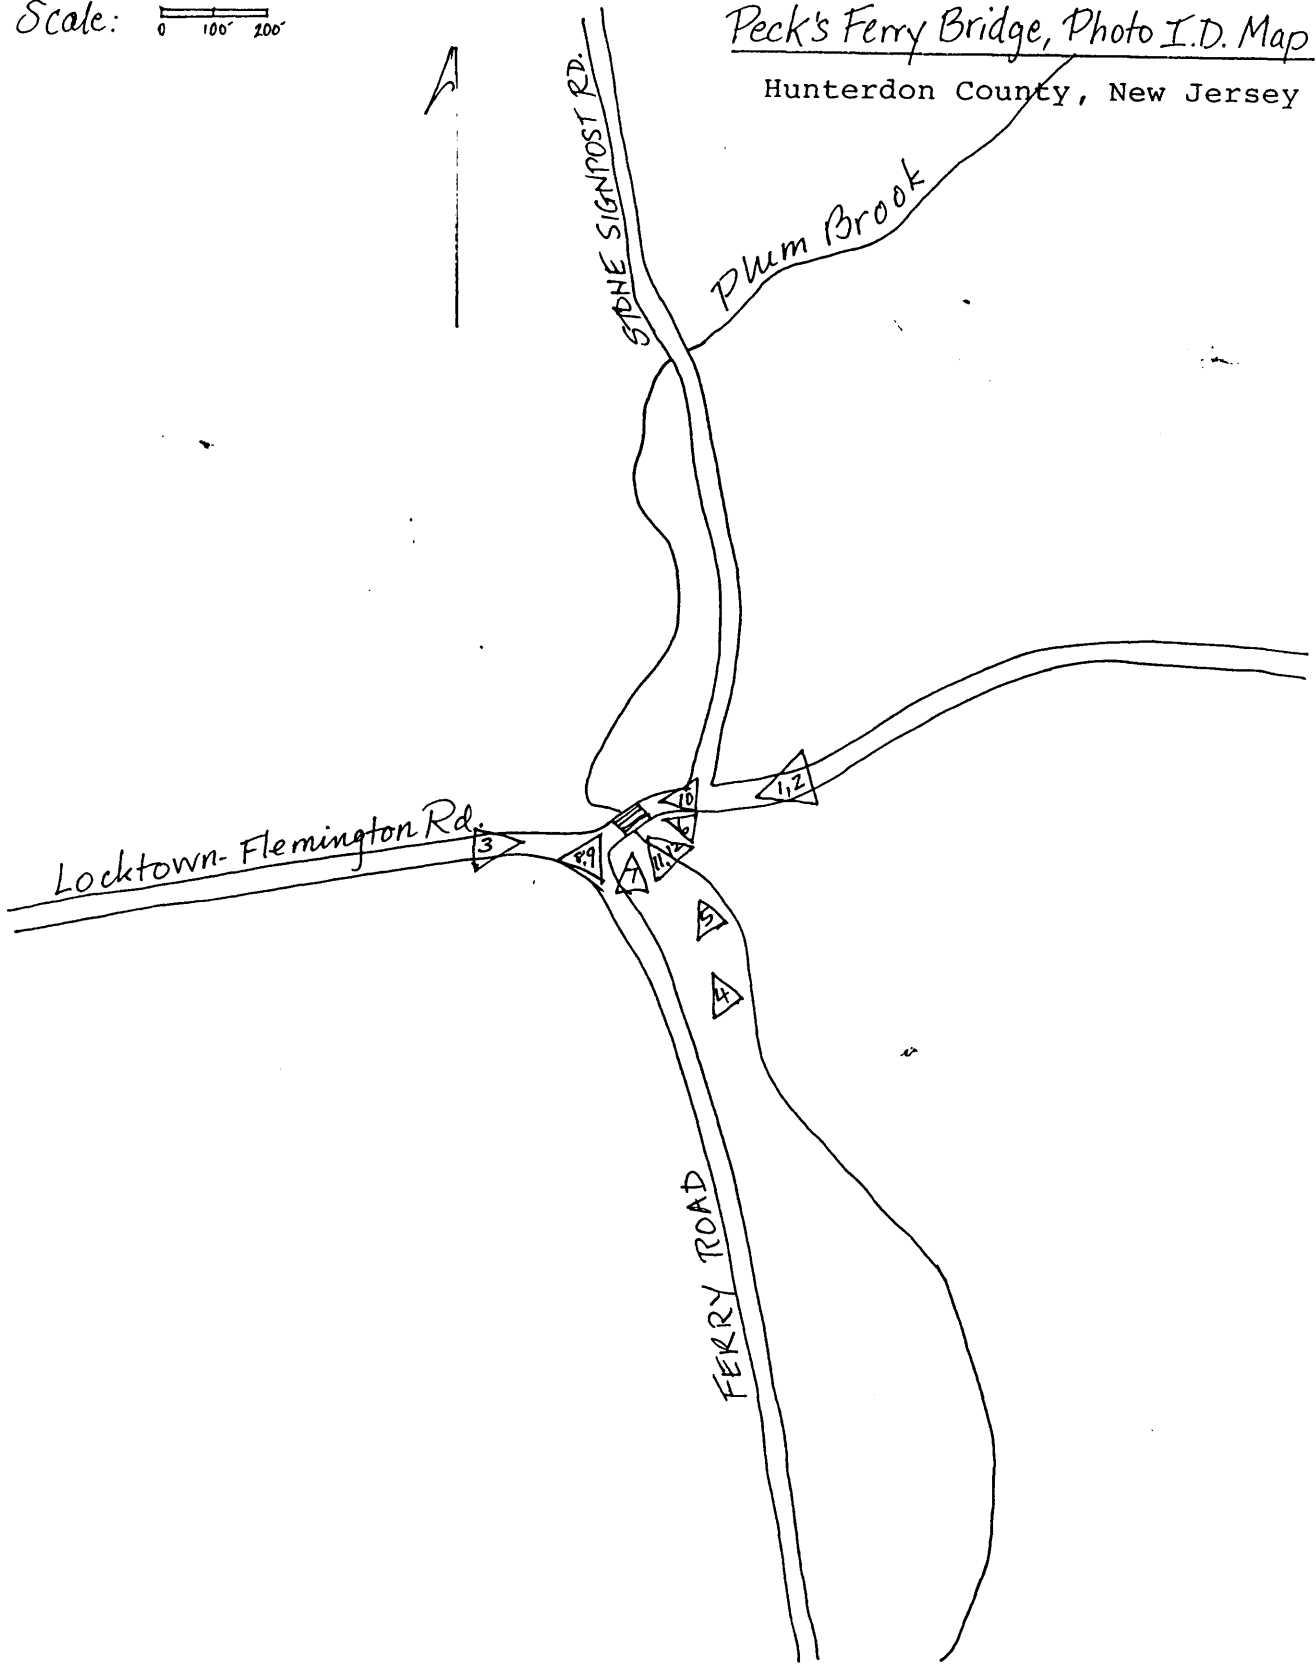 Scale: 0 100' 200'
Peck's Ferry Bridge, Photo I.D. Map
Hunterdon County, New Jersey
STONE SIGNPOST RD.
Plum Brook
1,2
10
6
Locktown-Flemington Rd.
3
8,9
7
11,12
5
4
FERRY ROAD